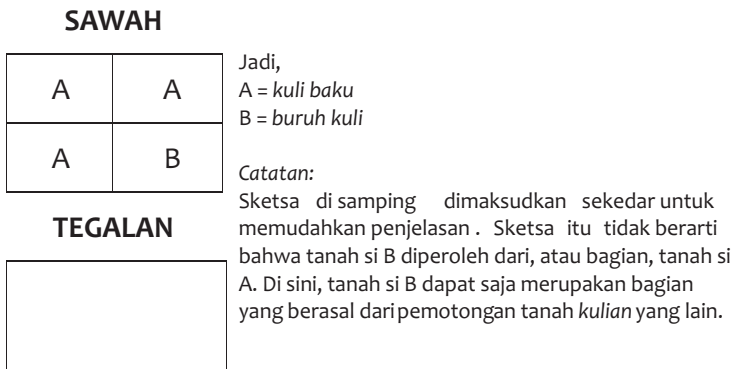 SAWAH
A A
A B
TEGALAN
Jadi,
A = kuli baku
B = buruh kuli
Catatan:
Sketsa di samping dimaksudkan sekedar untuk
memudahkan penjelasan . Sketsa itu tidak berarti
bahwa tanah si B diperoleh dari, atau bagian, tanah si
A. Di sini, tanah si B dapat saja merupakan bagian
yang berasal dari pemotongan tanah kulian yang lain.